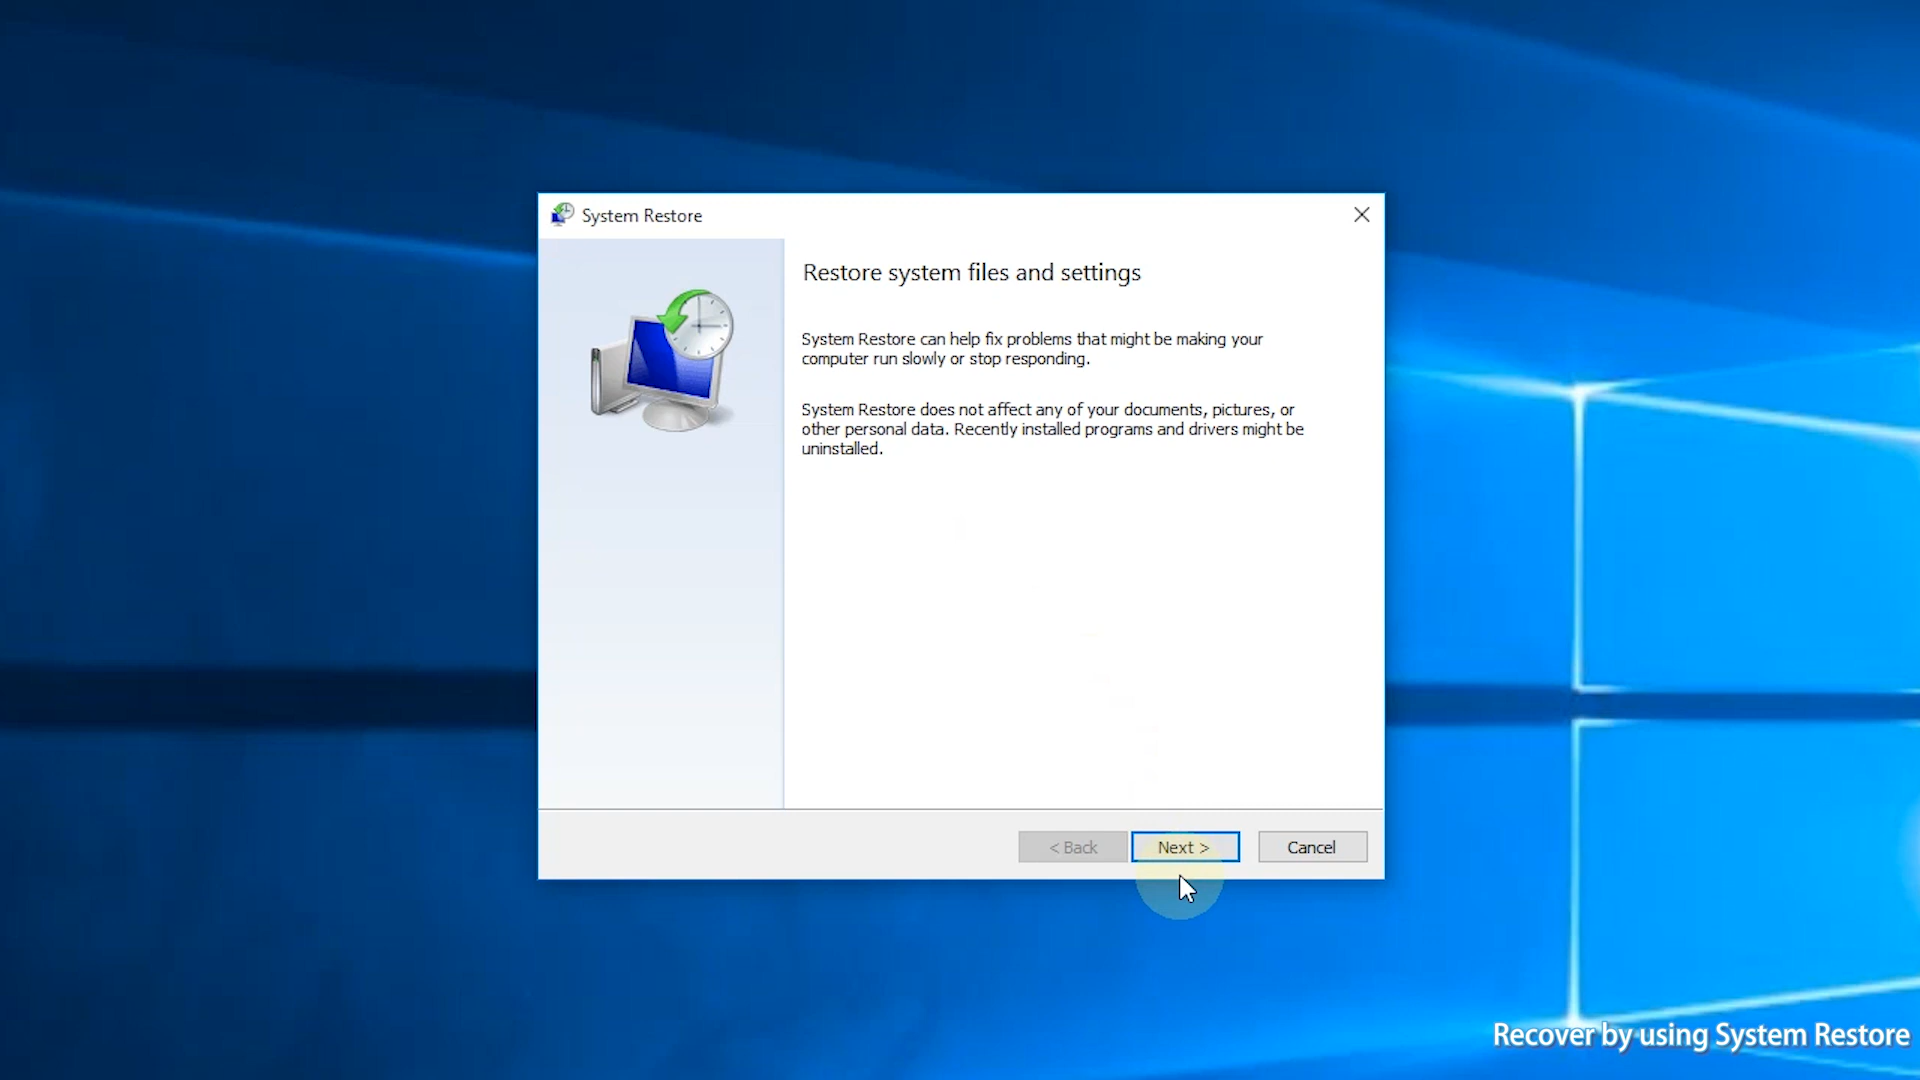 System Restore
Restore system files and settings
System Restore can help fix problems that might be making your
computer run slowly or stop responding.
System Restore does not affect any of your documents, pictures, or
other personal data. Recently installed programs and drivers might be
uninstalled.
< Back
Next >
Cancel
Recover by using System Restore